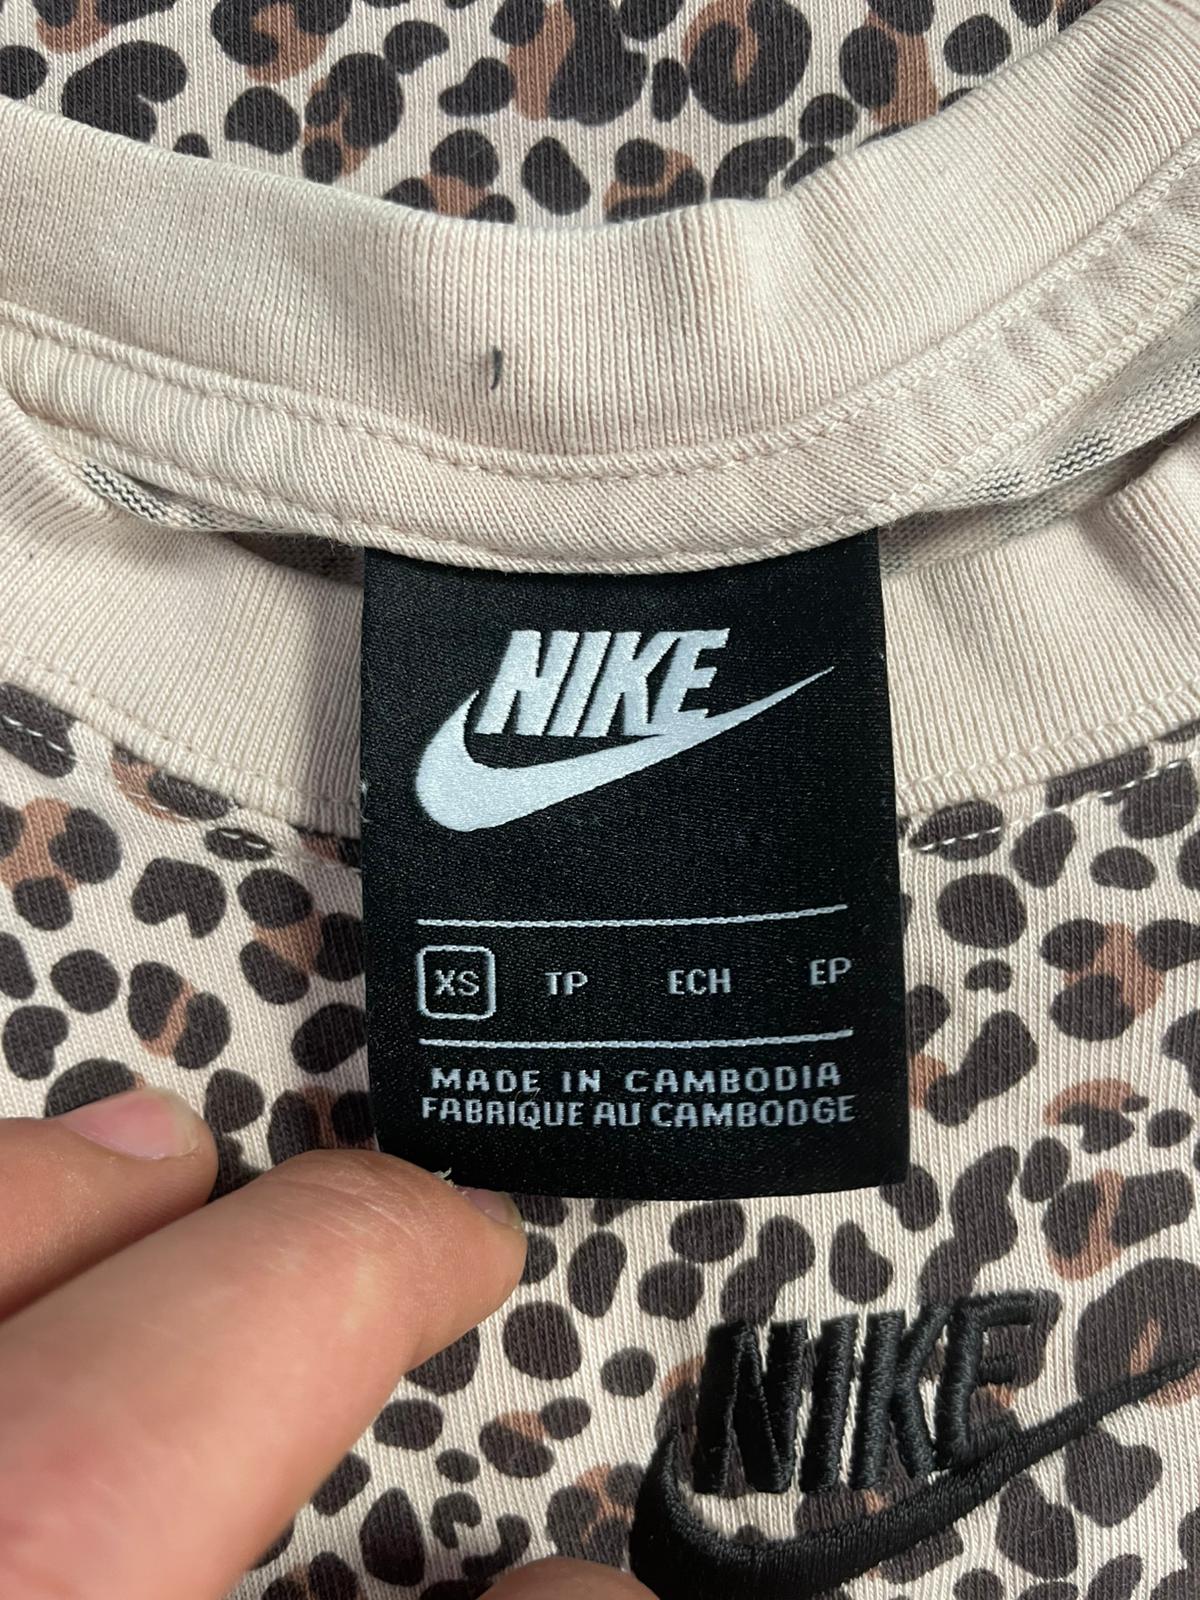 NIKE
XS TP ECH EP
MADE IN CAMBODIA
FABRIQUE AU CAMBODGE
NIKE